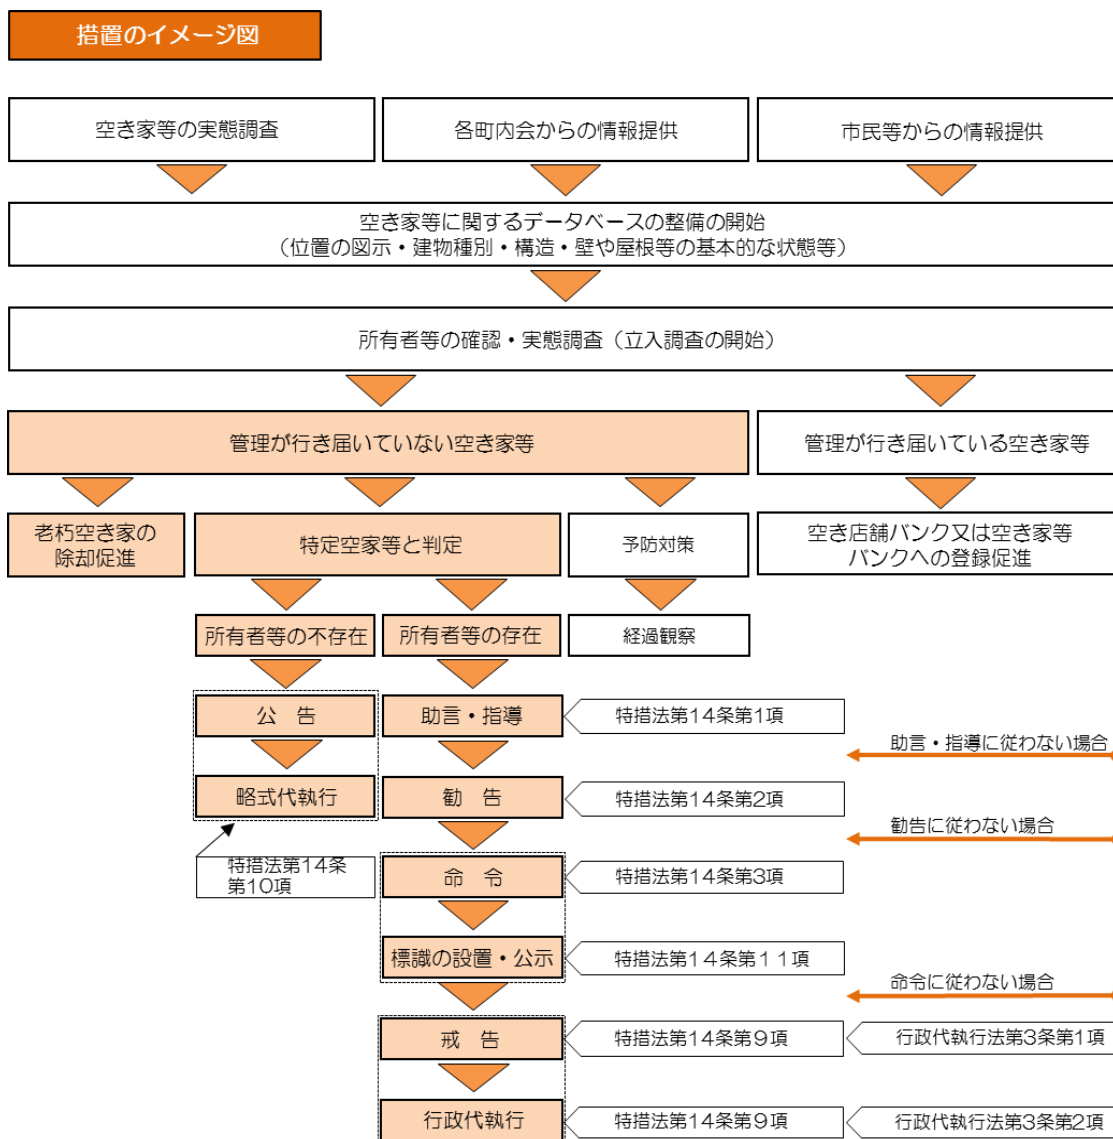 措置のイメージ図
空き家等の実態調査
各町内会からの情報提供
市民等からの情報提供
空き家等に関するデータベースの整備の開始
（位置の図示・建物種別・構造・壁や屋根等の基本的な状態等）
所有者等の確認・実態調査（立入調査の開始）
管理が行き届いていない空き家等
管理が行き届いている空き家等
老朽空き家の
除却促進
特定空家等と判定
予防対策
空き店舗バンク又は空き家等
バンクへの登録促進
所有者等の不存在
所有者等の存在
経過観察
公　告
助言・指導
特措法第14条第1項
助言・指導に従わない場合
略式代執行
勧　告
特措法第14条第2項
勧告に従わない場合
特措法第14条
第10項
命　令
特措法第14条第3項
標識の設置・公示
特措法第14条第１１項
命令に従わない場合
戒　告
特措法第14条第９項
行政代執行法第3条第1項
行政代執行
特措法第14条第９項
行政代執行法第3条第２項